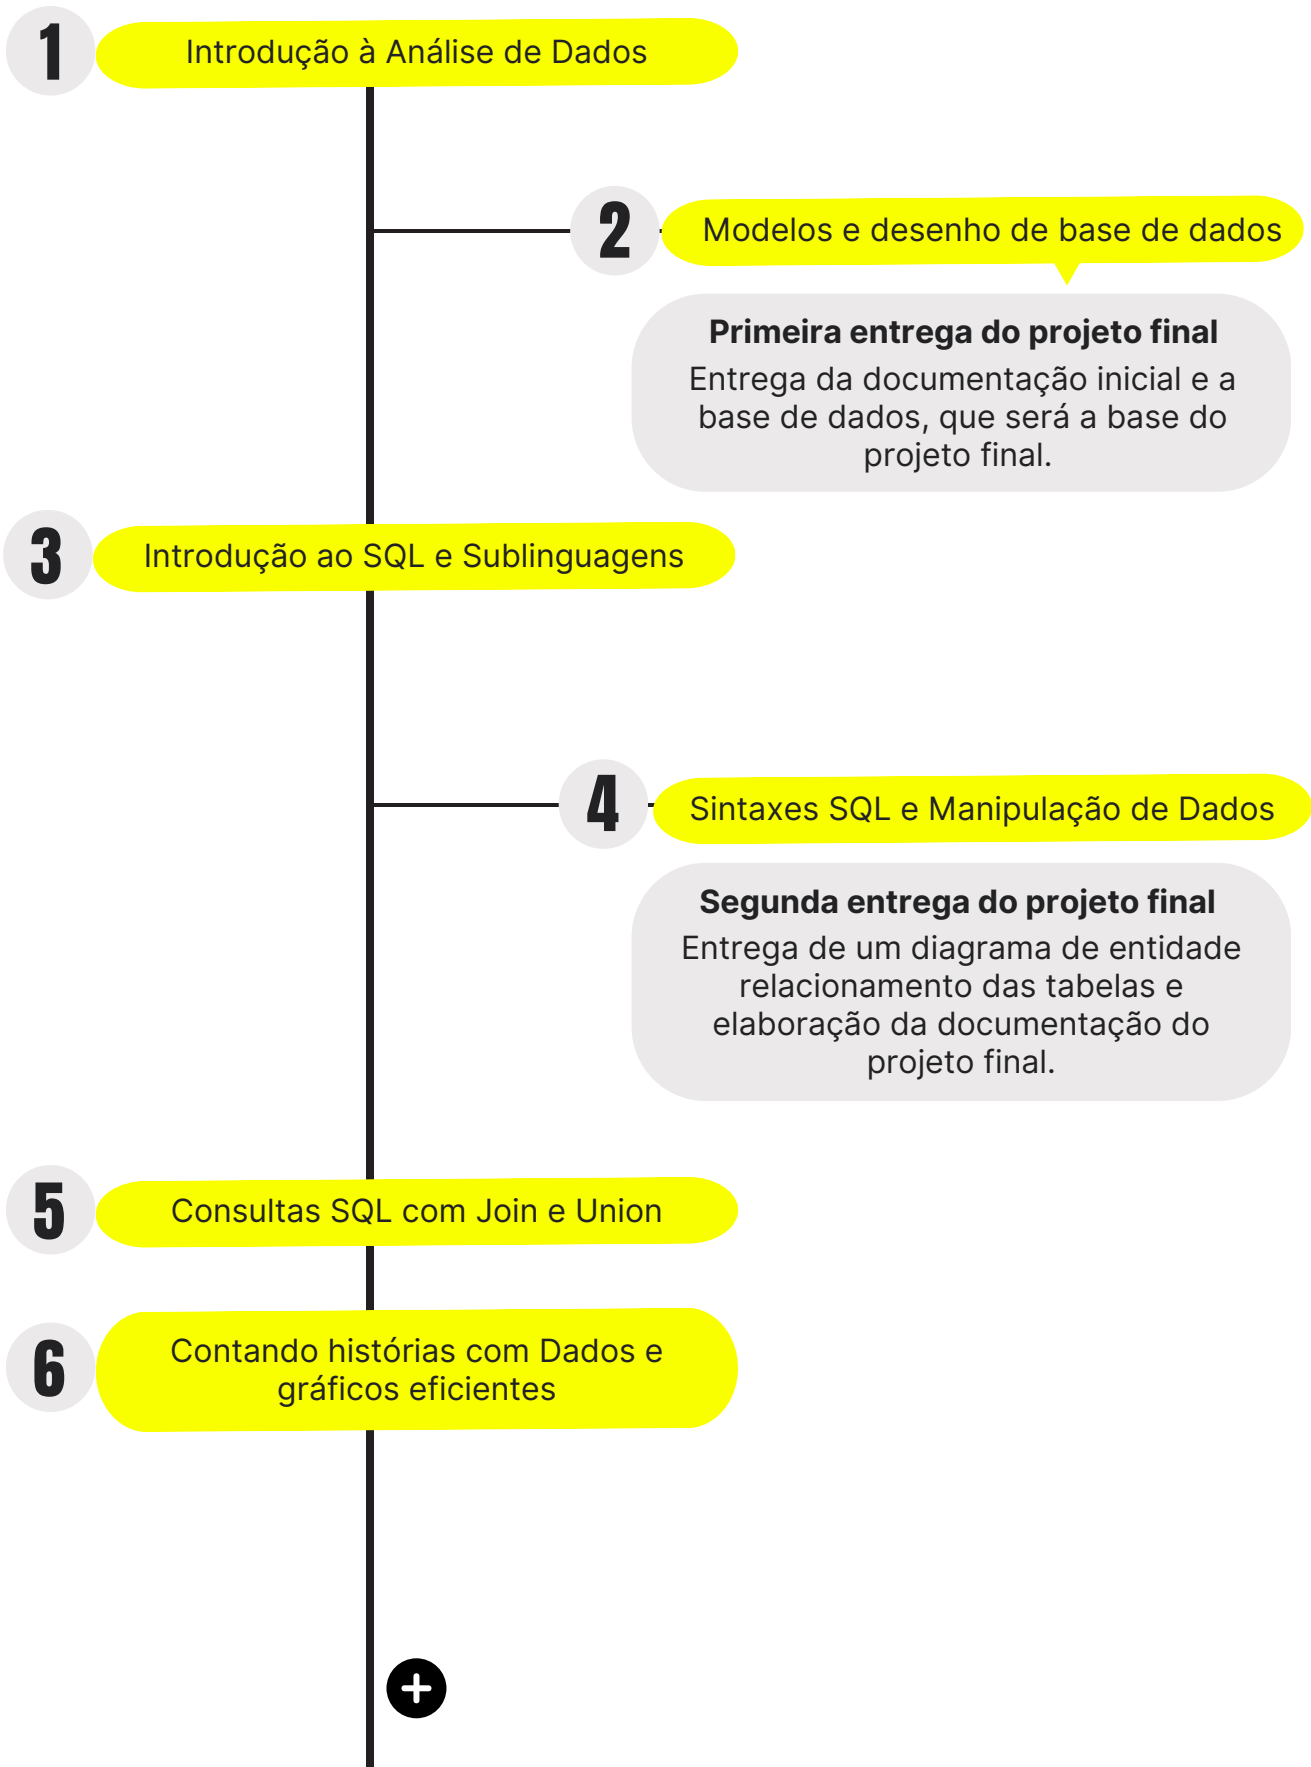 1
Introdução à Análise de Dados
2
Modelos e desenho de base de dados
Primeira entrega do projeto final
Entrega da documentação inicial e a
base de dados, que será a base do
projeto final.
3
Introdução ao SQL e Sublinguagens
4
Sintaxes SQL e Manipulação de Dados
Segunda entrega do projeto final
Entrega de um diagrama de entidade
relacionamento das tabelas e
elaboração da documentação do
projeto final.
5
Consultas SQL com Join e Union
6
Contando histórias com Dados e
gráficos eficientes